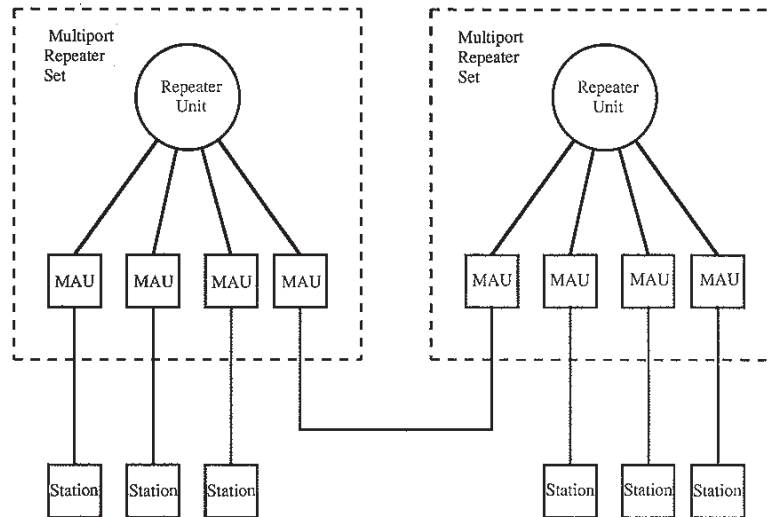 Multiport
Repeater
Set
Repeater
Unit
Multiport
Repeater
Set
Repeater
Unit
MAU
MAU
MAU
MAU
MAU
MAU
MAU
MAU
Station
Station
Station
Station
Station
Station